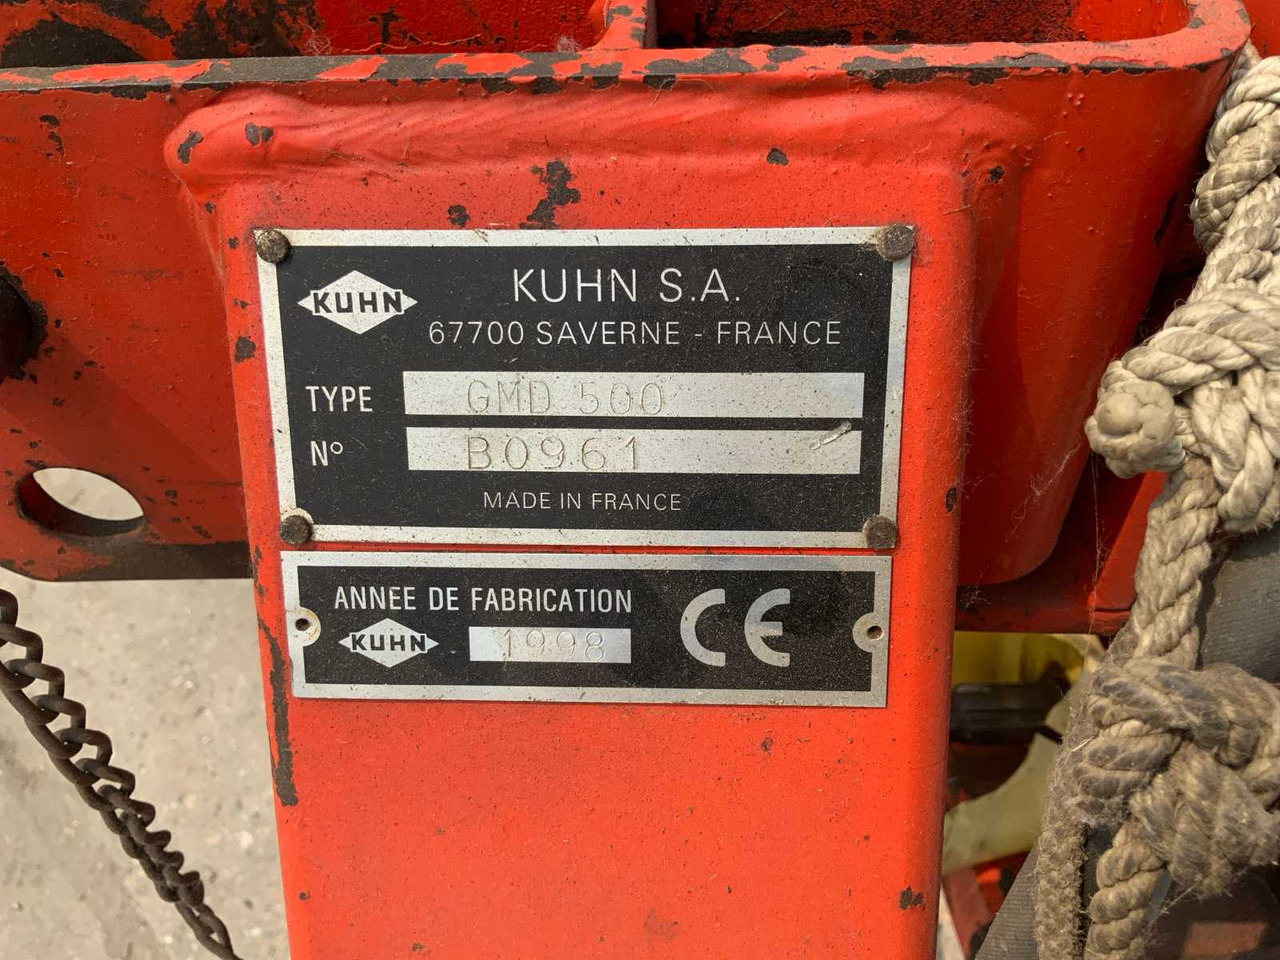 KUHN
KUHN S.A.
67700 SAVERNE - FRANCE
TYPE GMD 500
N° B0961
MADE IN FRANCE
ANNEE DE FABRICATION
KUHN 1998
CE